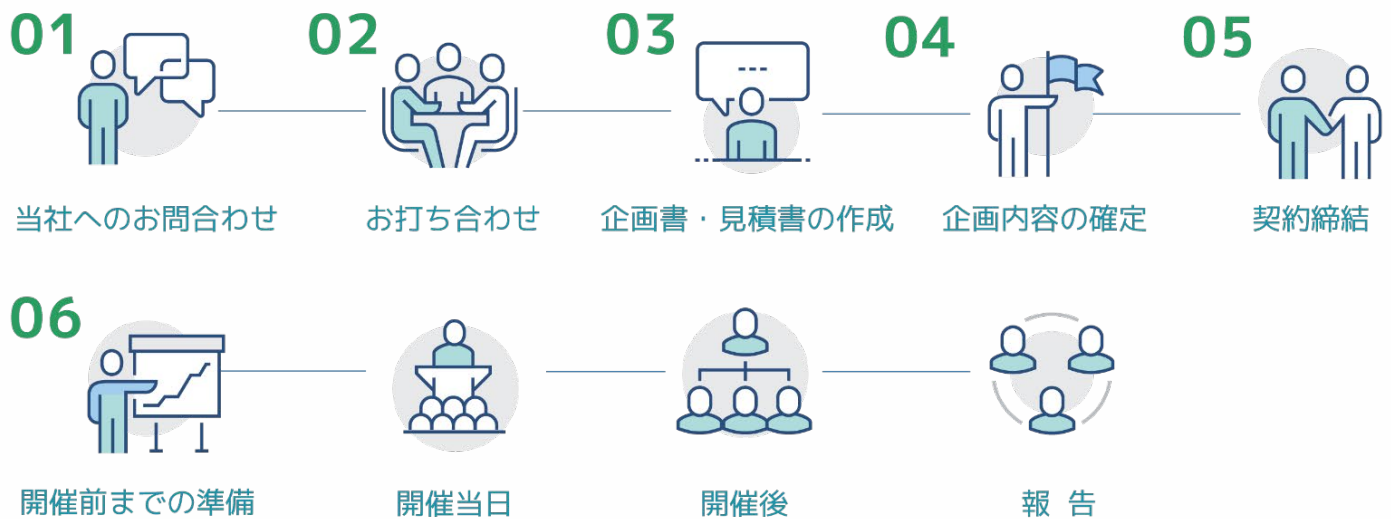 01
02
03
04
05
当社へのお問合わせ
お打ち合わせ
企画書・見積書の作成
企画内容の確定
契約締結
06
開催前までの準備
開催当日
開催後
報 告